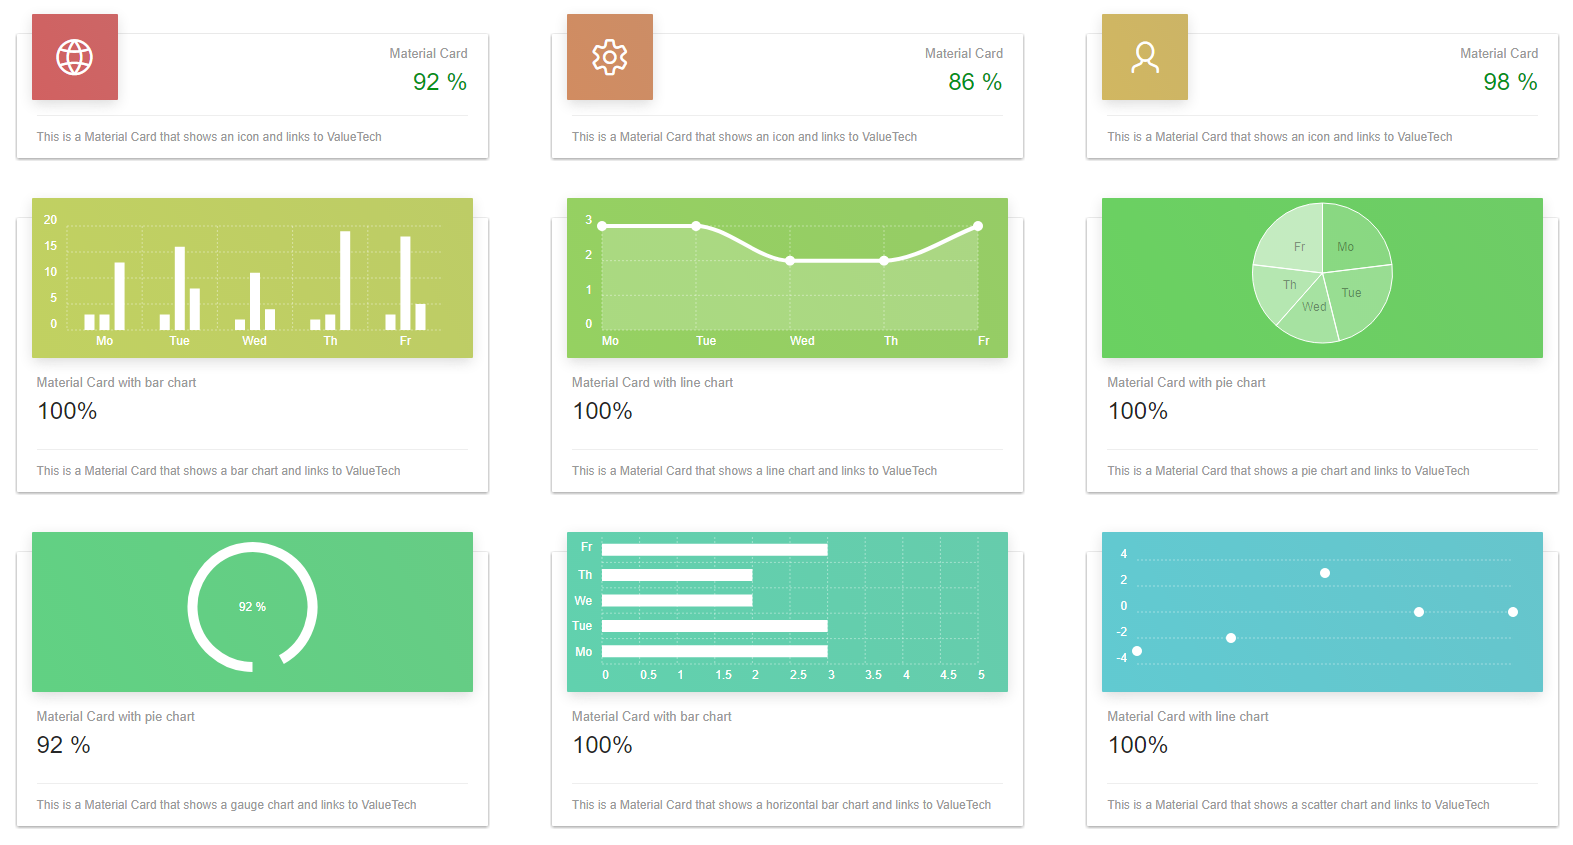 Material Card
92 %
This is a Material Card that shows an icon and links to ValueTech
Material Card
86 %
This is a Material Card that shows an icon and links to ValueTech
Material Card
98 %
This is a Material Card that shows an icon and links to ValueTech
20
15
10
5
0
Mo Tue Wed Th Fr
Material Card with bar chart
100%
This is a Material Card that shows a bar chart and links to ValueTech
3
2
1
0
Mo Tue Wed Th Fr
Material Card with line chart
100%
This is a Material Card that shows a line chart and links to ValueTech
Fr Mo
Th Tue
Wed
Material Card with pie chart
100%
This is a Material Card that shows a pie chart and links to ValueTech
92 %
Material Card with pie chart
92 %
This is a Material Card that shows a gauge chart and links to ValueTech
Fr
Th
We
Tue
Mo
0 0.5 1 1.5 2 2.5 3 3.5 4 4.5 5
Material Card with bar chart
100%
This is a Material Card that shows a horizontal bar chart and links to ValueTech
4
2
0
-2
-4
Material Card with line chart
100%
This is a Material Card that shows a scatter chart and links to ValueTech